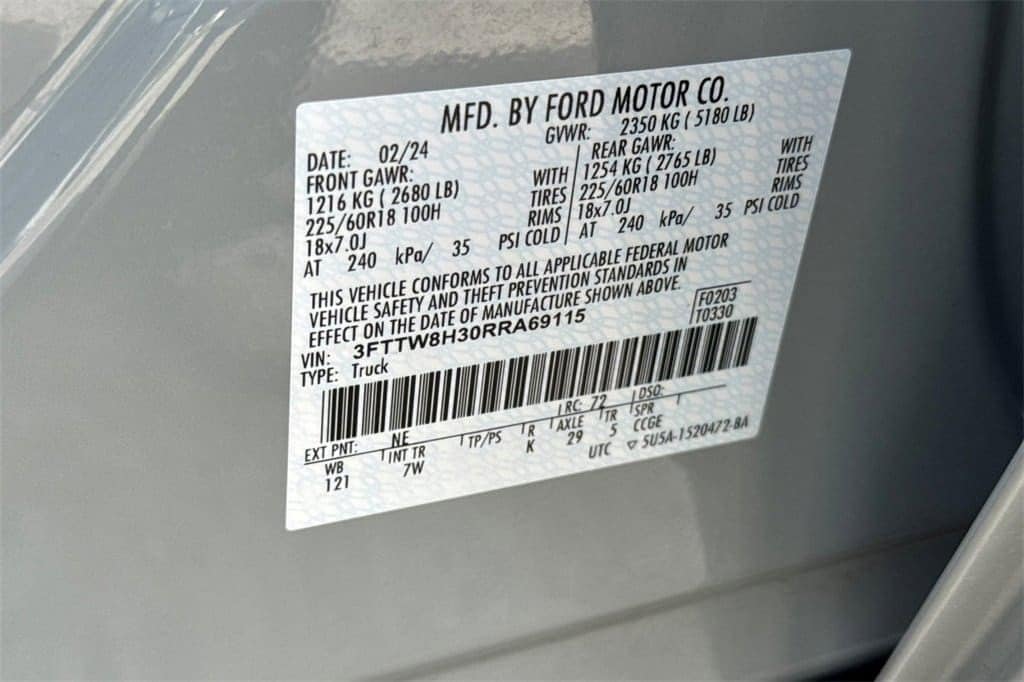 MFD. BY FORD MOTOR CO.
DATE: 02/24 GVWR: 2350 KG ( 5180 LB)
FRONT GAWR: REAR GAWR:
1216 KG ( 2680 LB) WITH 1254 KG ( 2765 LB) WITH
225/60R18 100H TIRES 225/60R18 100H TIRES
18x7.0J RIMS 18x7.0J RIMS
AT 240 kPa/ 35 PSI COLD AT 240 kPa/ 35 PSI COLD
THIS VEHICLE CONFORMS TO ALL APPLICABLE FEDERAL MOTOR
VEHICLE SAFETY AND THEFT PREVENTION STANDARDS IN
EFFECT ON THE DATE OF MANUFACTURE SHOWN ABOVE.
F0203
VIN: 3FTTW8H30RRA69115
T0330
TYPE: Truck
EXT PNT: NE RC: 72 DSO:
WB INT TR TP/PS R AXLE TR SPR
121 7W K 29 5 CCGE
UTC ▽ 5U5A-1520472-BA